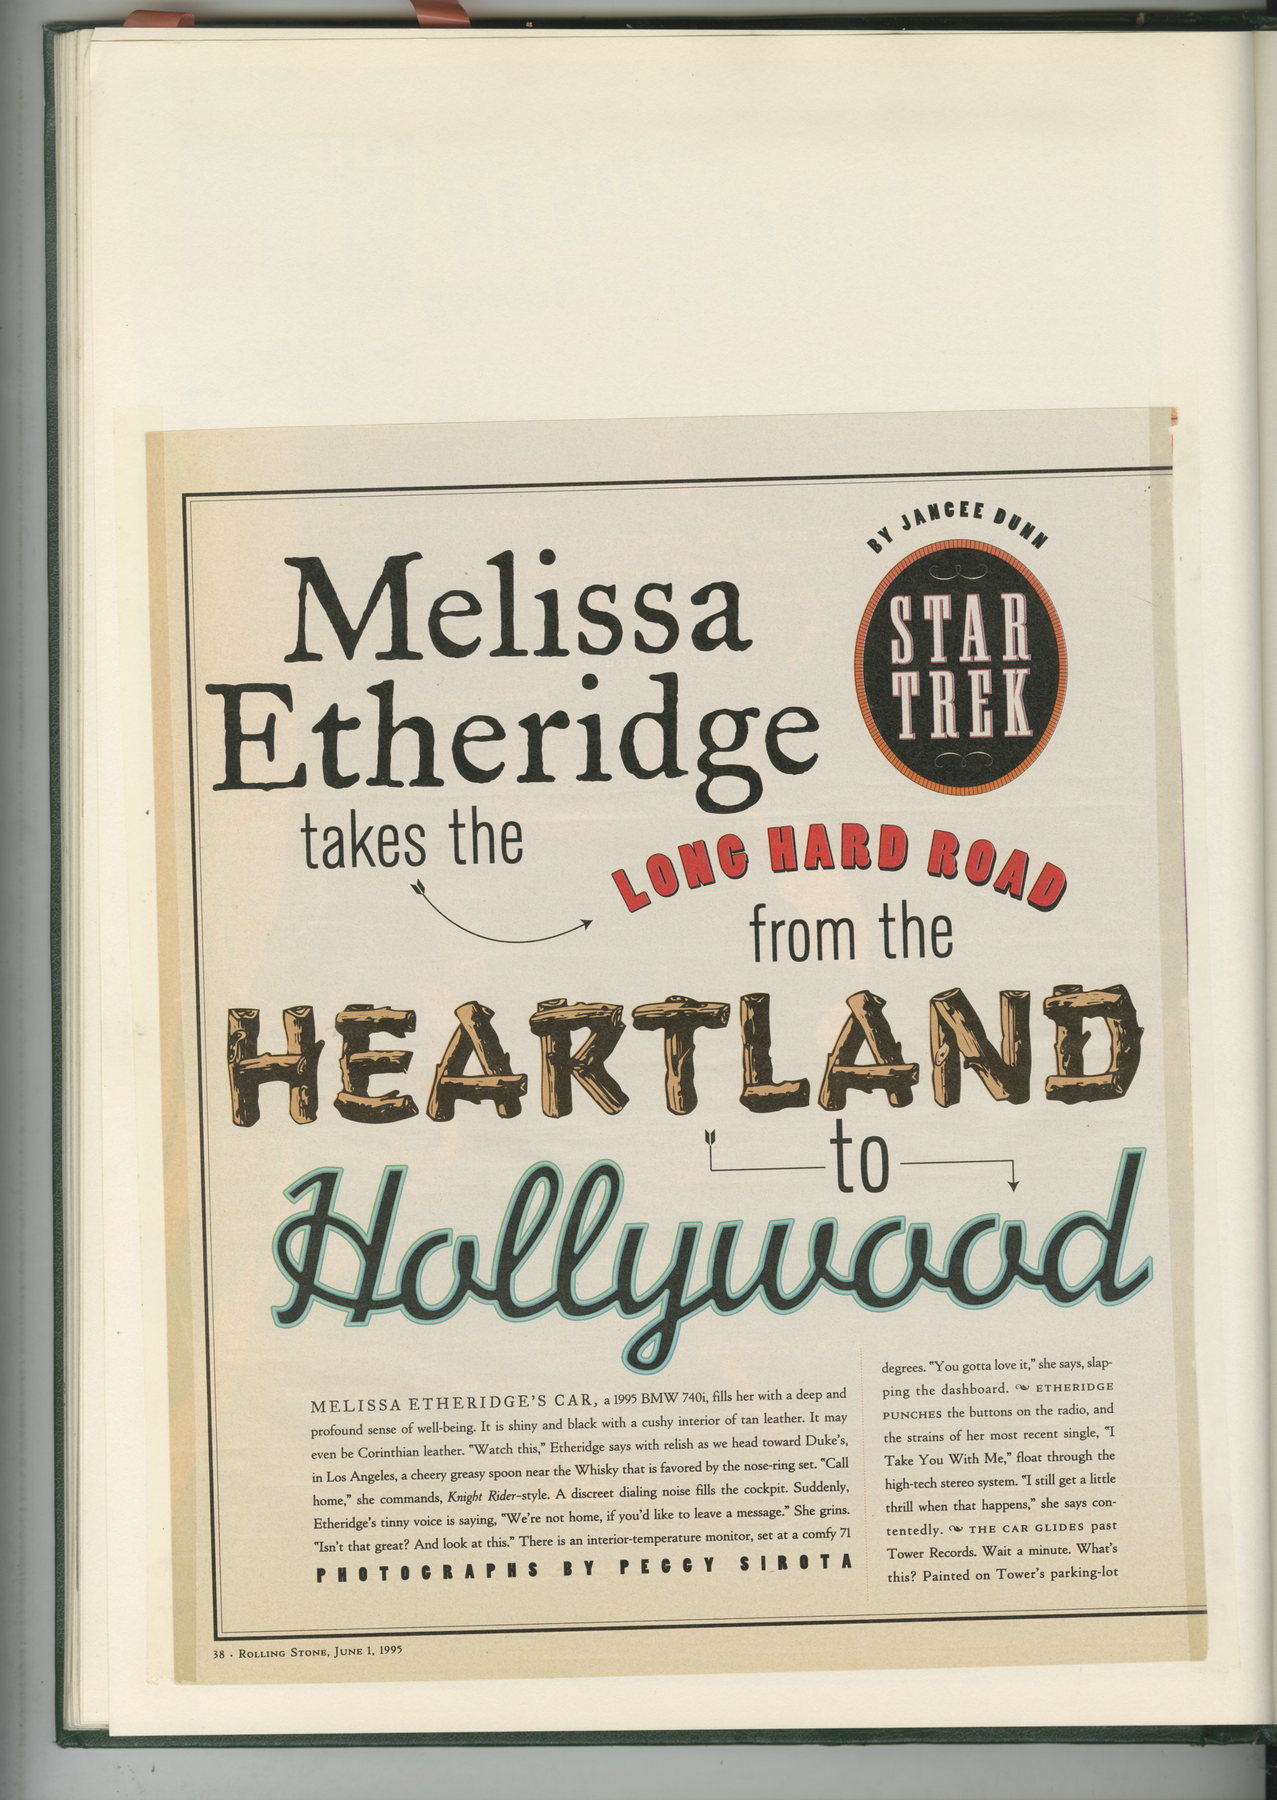 BY JANCEE DUNN
STAR
TREK
Melissa
Etheridge
takes the
LONG HARD ROAD
from the
HEARTLAND
to
Hollywood
MELISSA ETHERIDGE'S CAR, a 1995 BMW 740i, fills her with a deep and
profound sense of well-being. It is shiny and black with a cushy interior of tan leather. It may
even be Corinthian leather. "Watch this," Etheridge says with relish as we head toward Duke's,
in Los Angeles, a cheery greasy spoon near the Whisky that is favored by the nose-ring set. "Call
home," she commands, Knight Rider-style. A discreet dialing noise fills the cockpit. Suddenly,
Etheridge's tinny voice is saying, "We're not home, if you'd like to leave a message." She grins.
"Isn't that great? And look at this." There is an interior-temperature monitor, set at a comfy 71
PHOTOGRAPHS BY PEGGY SIROTA
degrees. "You gotta love it," she says, slap-
ping the dashboard. ETHERIDGE
PUNCHES the buttons on the radio, and
the strains of her most recent single, "I
Take You With Me," float through the
high-tech stereo system. "I still get a little
thrill when that happens," she says con-
tentedly. THE CAR GLIDES past
Tower Records. Wait a minute. What's
this? Painted on Tower's parking-lot
38 · ROLLING STONE, JUNE 1, 1995